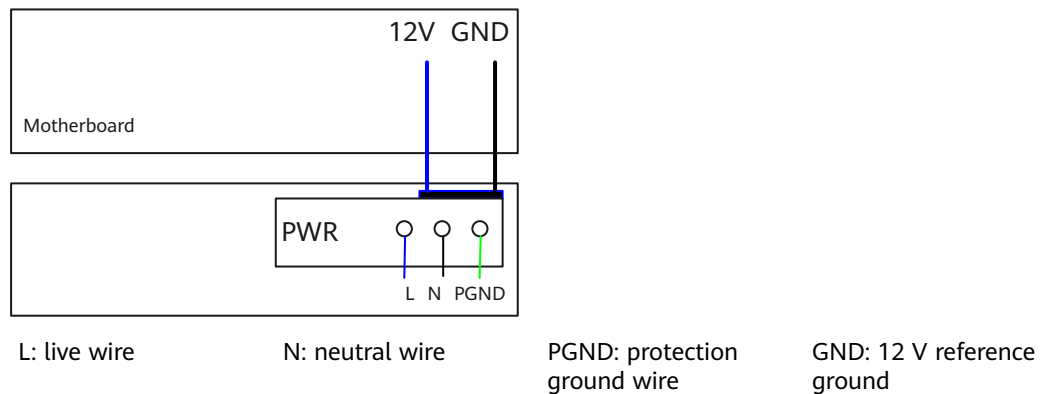 12V GND
Motherboard
PWR
L N PGND
L: live wire
N: neutral wire
PGND: protection
ground wire
GND: 12 V reference
ground